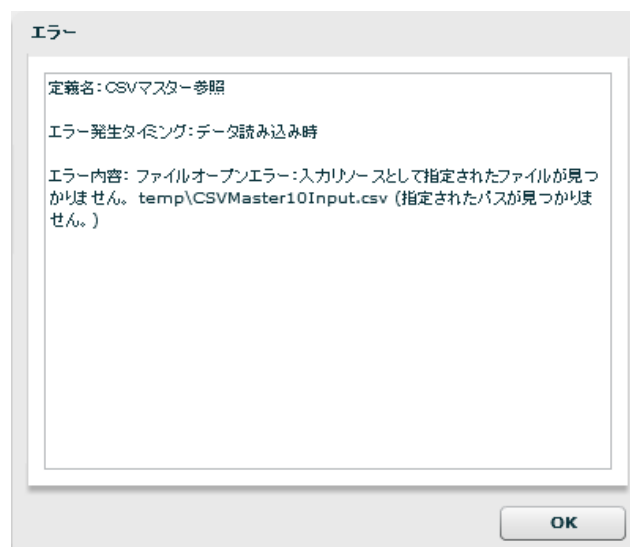 エラー
定義名：CSVマスター参照
エラー発生タイミング：データ読み込み時
エラー内容： ファイルオープンエラー：入力リソースとして指定されたファイルが見つ
かりません。 temp\CSVMaster10Input.csv (指定されたパスが見つかりま
せん。)
OK